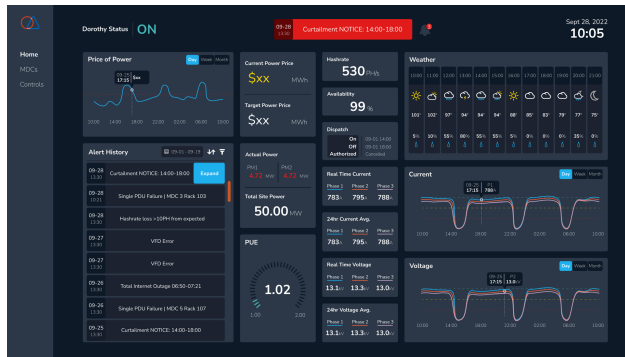 Dorothy Status | ON
09-28
13:30
Curtailment NOTICE: 14:00-18:00
Sept 28, 2022
10:05
Home
MDCs
Controls
Price of Power
Day Week Month
09-25
17:15
$xx
10:00 14:00 18:00 22:00 02:00 06:00 10:00
Current Power Price
$xx MWh
Target Power Price
$xx MWh
Hashrate
530 PH/s
Availability
99 %
Dispatch
On 09-01 14:00
Off 09-01 18:00
Authorized Cancelled
Weather
10:00 11:00 12:00 13:00 14:00 15:00 16:00 17:00 18:00 19:00 20:00 21:00
101° 102° 97° 94° 94° 94° 88° 85° 83° 79° 77° 75°
5% 10% 55% 80% 55% 5% 5% 0% 0% 0% 15% 0%
Alert History
09-01 - 09-19
09-28
13:30
Curtailment NOTICE: 14:00-18:00
Expand
09-28
10:21
Single PDU Failure | MDC 3 Rack 103
09-28
13:30
Hashrate loss >10PH from expected
09-27
13:30
VFD Error
09-27
13:30
VFD Error
09-26
13:30
Total Internet Outage 06:50-07:21
09-26
13:30
Single PDU Failure | MDC 5 Rack 107
09-25
13:30
Curtailment NOTICE: 14:00-18:00
Actual Power
PM1 PM2
4.72 MW 4.72 MW
Total Site Power
50.00 MW
PUE
1.02
1.00 2.00
Real Time Current
Phase 1 Phase 2 Phase 3
783A 795A 788A
24hr Current Avg.
Phase 1 Phase 2 Phase 3
783A 795A 788A
Real Time Voltage
Phase 1 Phase 2 Phase 3
13.1kV 13.3kV 13.0kV
24hr Voltage Avg.
Phase 1 Phase 2 Phase 3
13.1kV 13.3kV 13.0kV
Current
Day Week Month
09-25 P1
17:15 788A
10:00 14:00 18:00 22:00 02:00 06:00 10:00
Voltage
Day Week Month
09-26 P3
17:15 13.0kV
10:00 14:00 18:00 22:00 02:00 06:00 10:00